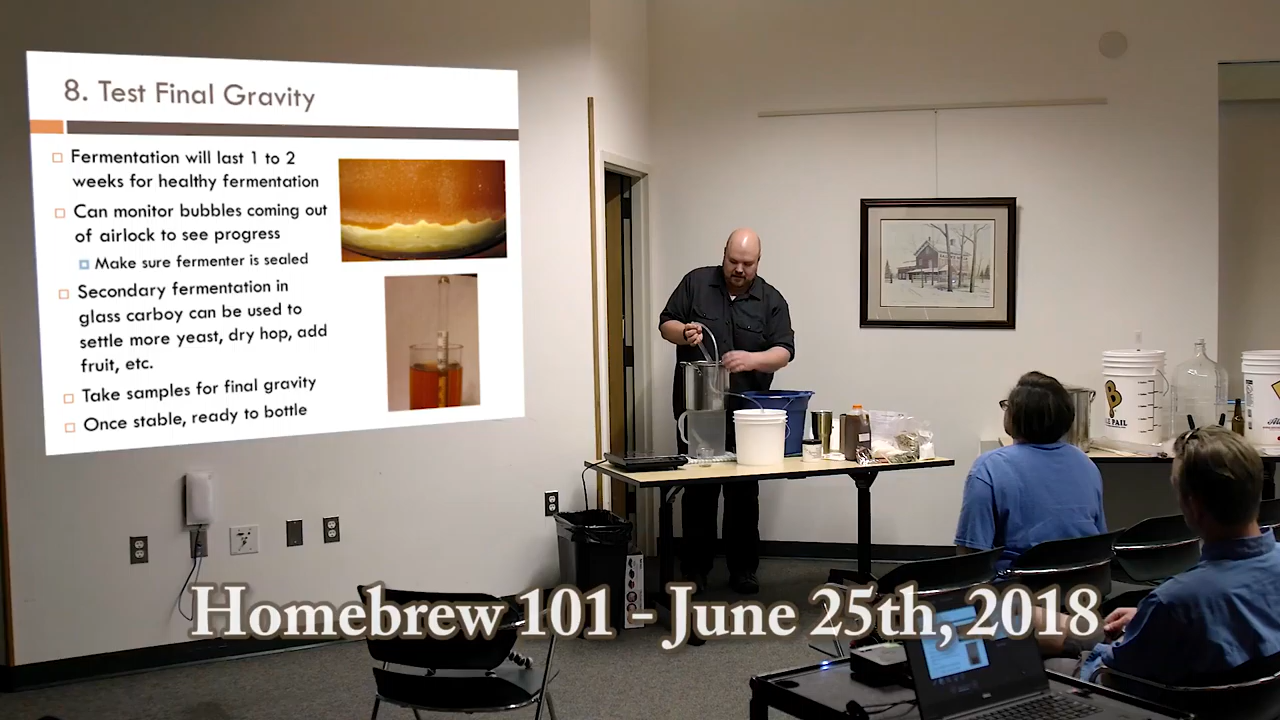 8. Test Final Gravity
Fermentation will last 1 to 2
weeks for healthy fermentation
Can monitor bubbles coming out
of airlock to see progress
Make sure fermenter is sealed
Secondary fermentation in
glass carboy can be used to
settle more yeast, dry hop, add
fruit, etc.
Take samples for final gravity
Once stable, ready to bottle
PAIL
Homebrew 101 - June 25th, 2018